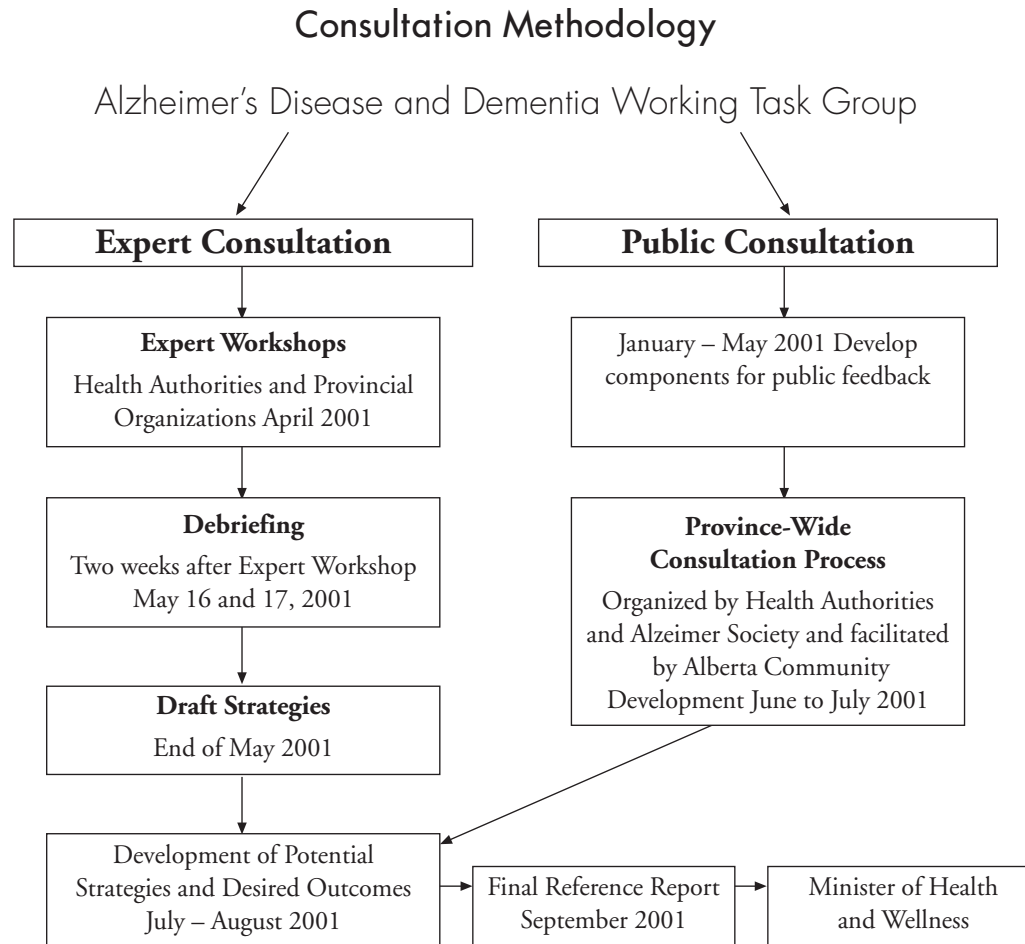 Consultation Methodology
Alzheimer's Disease and Dementia Working Task Group
Expert Consultation
Expert Workshops
Health Authorities and Provincial
Organizations April 2001
Debriefing
Two weeks after Expert Workshop
May 16 and 17, 2001
Draft Strategies
End of May 2001
Public Consultation
January – May 2001 Develop
components for public feedback
Province-Wide
Consultation Process
Organized by Health Authorities
and Alzeimer Society and facilitated
by Alberta Community
Development June to July 2001
Development of Potential
Strategies and Desired Outcomes
July – August 2001
Final Reference Report
September 2001
Minister of Health
and Wellness